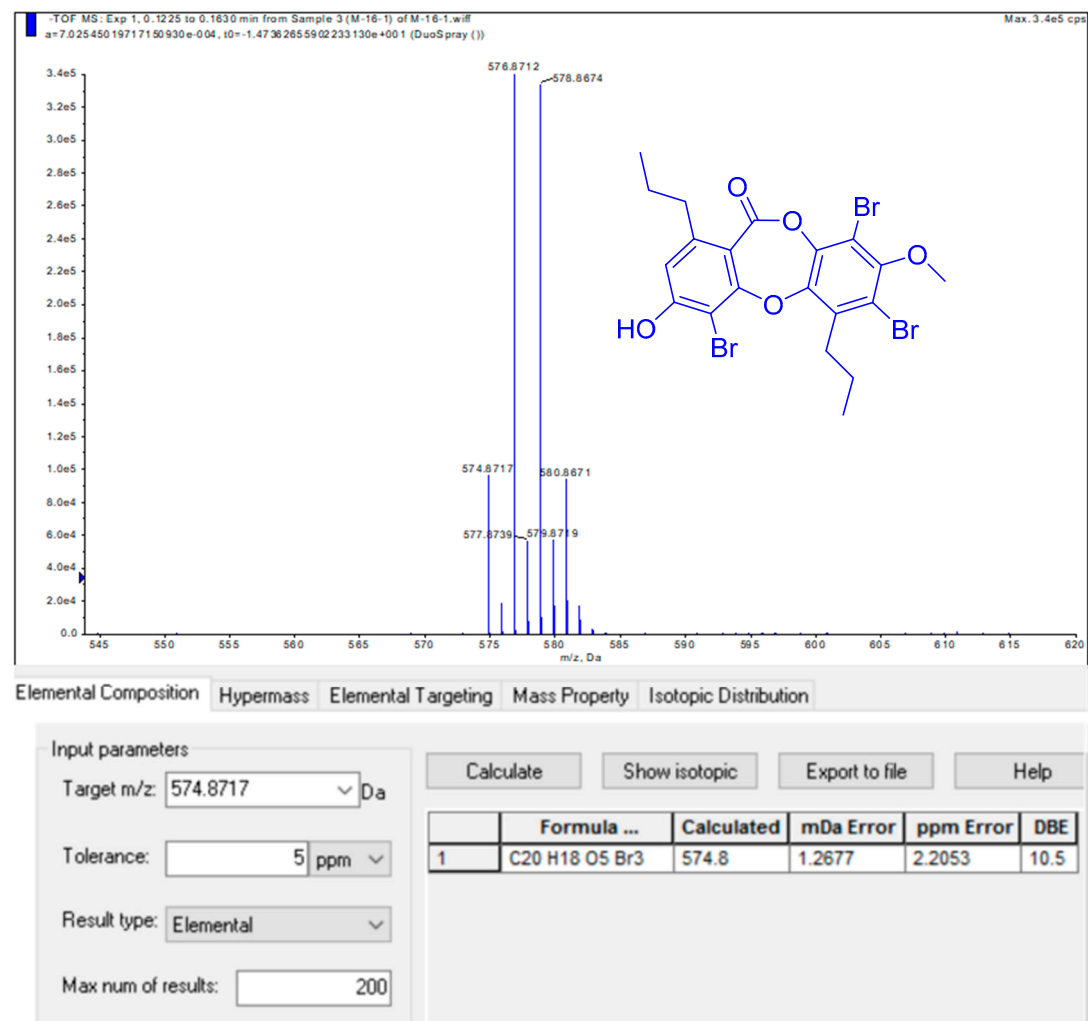 -TOF MS: Exp 1, 0.1225 to 0.1630 min from Sample 3 (M-16-1) of M-16-1.wiff
Max. 3.4e5 cps
a=7.02545019717150930e-004, t0=-1.47362655902233130e+001 (DuoSpray ())
576.8712
578.8674
3.4e5
3.2e5
3.0e5
2.8e5
2.6e5
2.4e5
2.2e5
2.0e5
1.8e5
1.6e5
1.4e5
1.2e5
1.0e5
8.0e4
6.0e4
4.0e4
2.0e4
0.0
O
O
Br
O
HO
Br
O
Br
574.8717
580.8671
577.8739
579.8719
545 550 555 560 565 570 575 580 585 590 595 600 605 610 615 620
m/z, Da
Elemental Composition Hypermass Elemental Targeting Mass Property Isotopic Distribution
Input parameters
Target m/z: 574.8717 Da
Tolerance: 5 ppm
Result type: Elemental
Max num of results: 200
Calculate Show isotopic Export to file Help
Formula ... Calculated mDa Error ppm Error DBE
1 C20 H18 O5 Br3 574.8 1.2677 2.2053 10.5